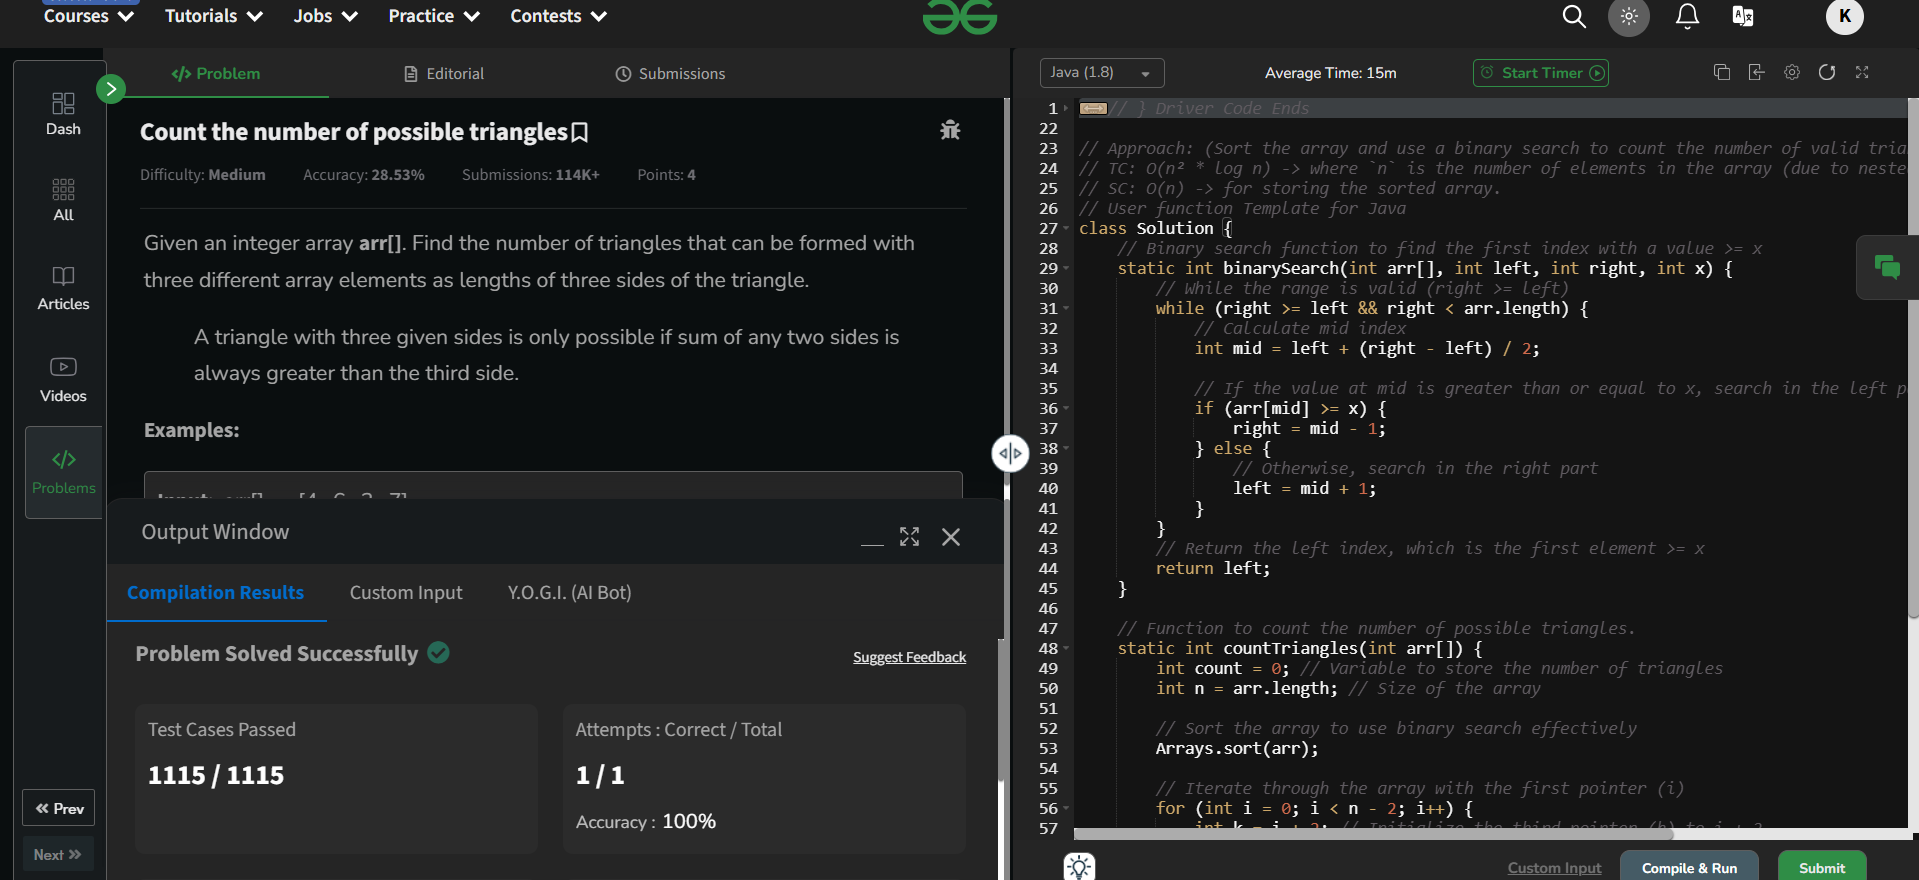 Courses
Tutorials
Jobs
Practice
Contests
K
Dash
All
Articles
Videos
Problems
Prev
Next
</> Problem
Editorial
Submissions
Count the number of possible triangles
Difficulty: Medium Accuracy: 28.53% Submissions: 114K+ Points: 4
Given an integer array arr[]. Find the number of triangles that can be formed with
three different array elements as lengths of three sides of the triangle.
A triangle with three given sides is only possible if sum of any two sides is
always greater than the third side.
Examples:
Output Window
Compilation Results
Custom Input
Y.O.G.I. (AI Bot)
Problem Solved Successfully
Suggest Feedback
Test Cases Passed
1115 / 1115
Attempts : Correct / Total
1 / 1
Accuracy : 100%
Java (1.8)
Average Time: 15m
Start Timer
1 // } Driver Code Ends
22
23 // Approach: (Sort the array and use a binary search to count the number of valid tria
24 // TC: O(n² * log n) -> where `n` is the number of elements in the array (due to neste
25 // SC: O(n) -> for storing the sorted array.
26 // User function Template for Java
27 class Solution {
28 // Binary search function to find the first index with a value >= x
29 static int binarySearch(int arr[], int left, int right, int x) {
30 // While the range is valid (right >= left)
31 while (right >= left && right < arr.length) {
32 // Calculate mid index
33 int mid = left + (right - left) / 2;
34
35 // If the value at mid is greater than or equal to x, search in the left p
36 if (arr[mid] >= x) {
37 right = mid - 1;
38 } else {
39 // Otherwise, search in the right part
40 left = mid + 1;
41 }
42 }
43 // Return the left index, which is the first element >= x
44 return left;
45 }
46
47 // Function to count the number of possible triangles.
48 static int countTriangles(int arr[]) {
49 int count = 0; // Variable to store the number of triangles
50 int n = arr.length; // Size of the array
51
52 // Sort the array to use binary search effectively
53 Arrays.sort(arr);
54
55 // Iterate through the array with the first pointer (i)
56 for (int i = 0; i < n - 2; i++) {
57
Custom Input
Compile & Run
Submit